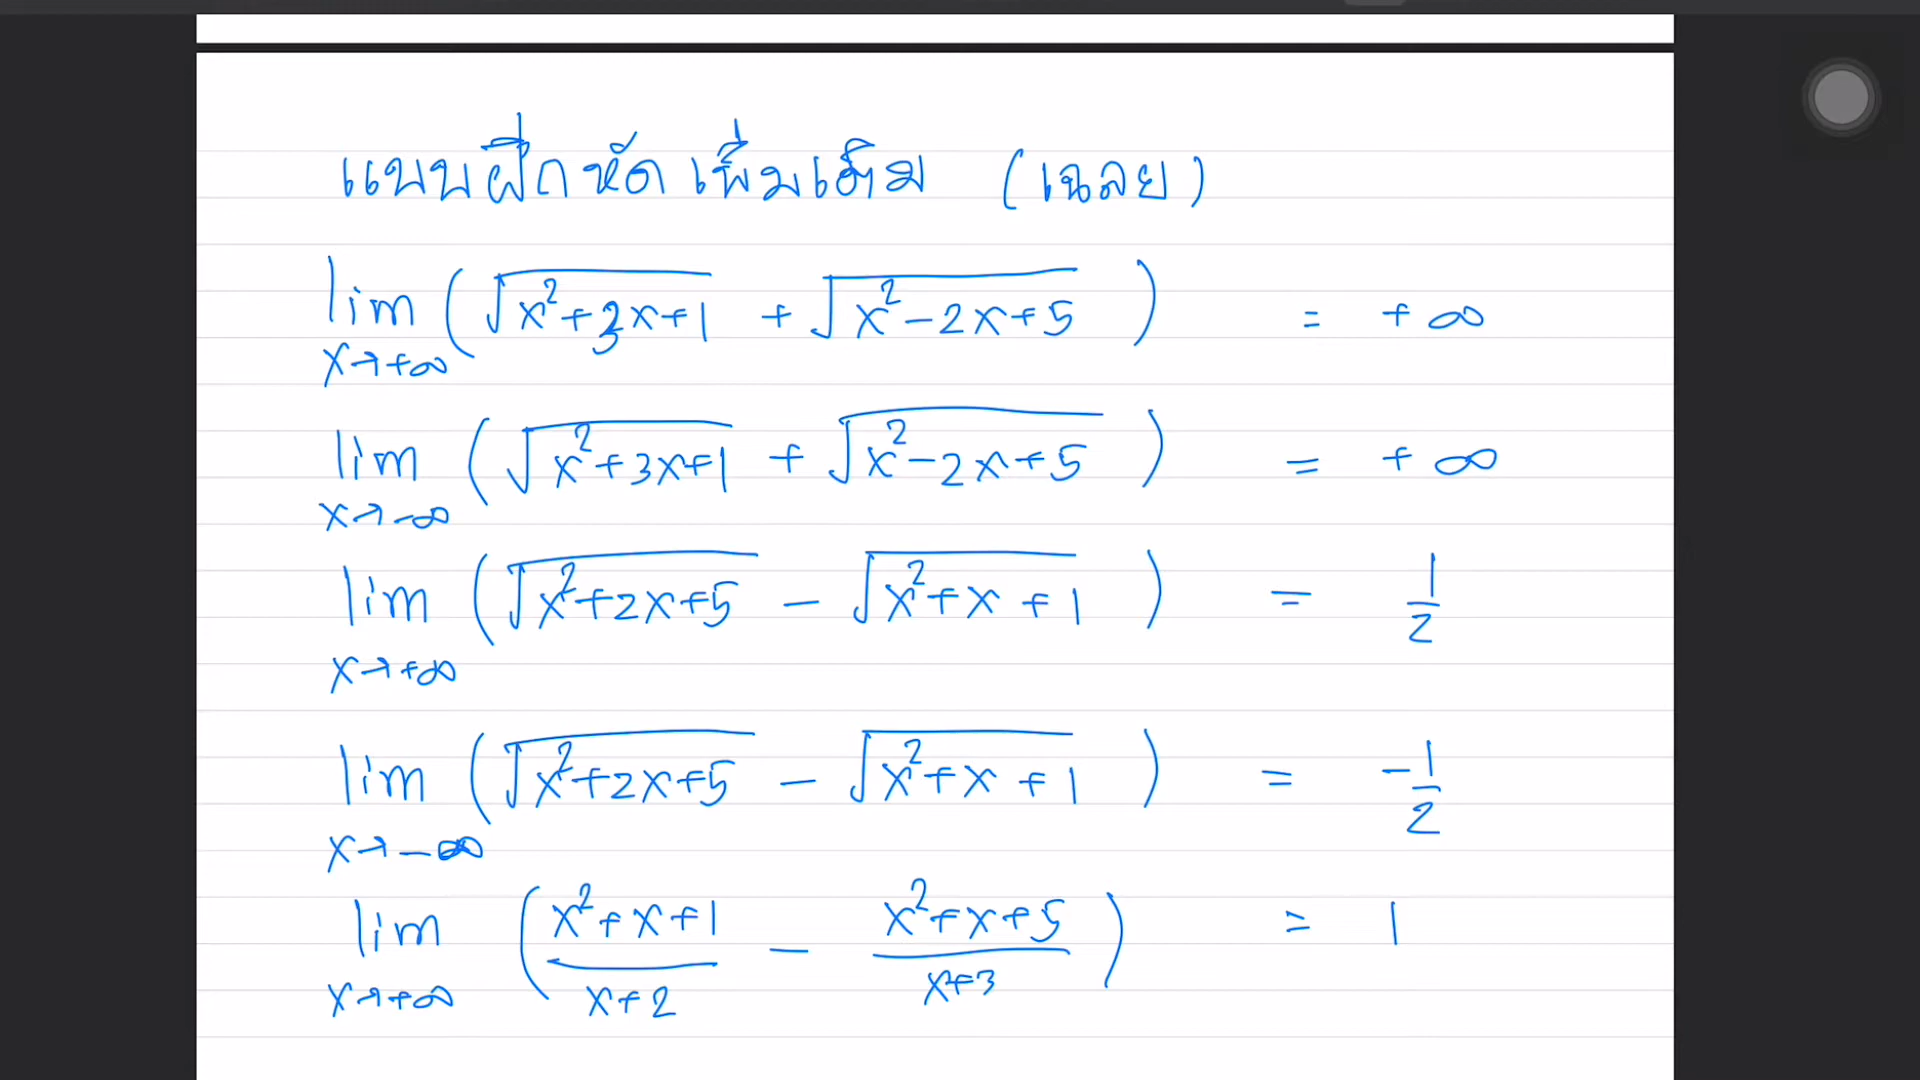 แบบฝึกหัดเพิ่มเติม (เฉลย)
lim x→+∞ (√(x²+3x+1) + √(x²−2x+5)) = +∞
lim x→−∞ (√(x²+3x+1) + √(x²−2x+5)) = +∞
lim x→+∞ (√(x²+2x+5) − √(x²+x+1)) = 1/2
lim x→−∞ (√(x²+2x+5) − √(x²+x+1)) = −1/2
lim x→+∞ ((x²+x+1)/(x+2) − (x²+x+5)/(x+3)) = 1